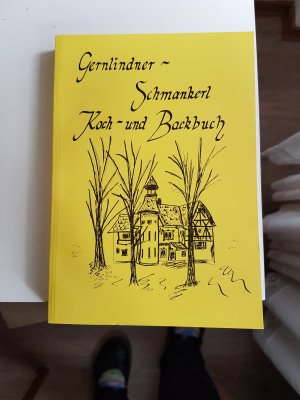 Gernlindner -
Schmankerl
Koch - und Backbuch